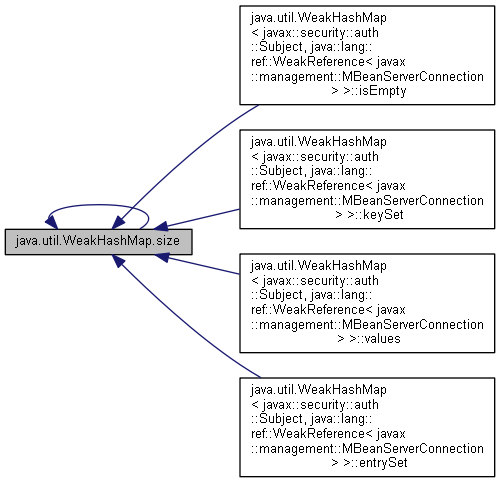 java.util.WeakHashMap
< javax::security::auth
::Subject, java::lang::
ref::WeakReference< javax
::management::MBeanServerConnection
> >::isEmpty
java.util.WeakHashMap
< javax::security::auth
::Subject, java::lang::
ref::WeakReference< javax
::management::MBeanServerConnection
> >::keySet
java.util.WeakHashMap.size
java.util.WeakHashMap
< javax::security::auth
::Subject, java::lang::
ref::WeakReference< javax
::management::MBeanServerConnection
> >::values
java.util.WeakHashMap
< javax::security::auth
::Subject, java::lang::
ref::WeakReference< javax
::management::MBeanServerConnection
> >::entrySet